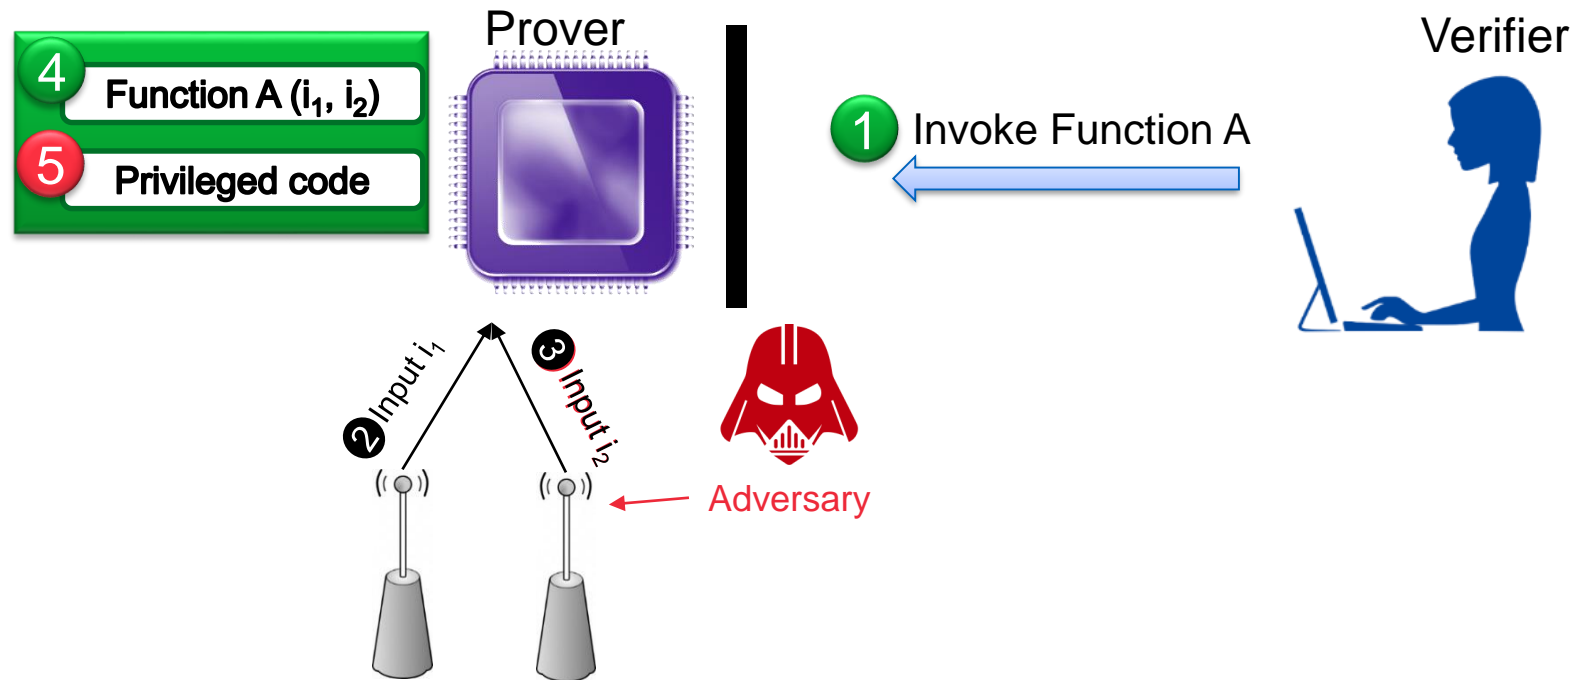 Prover
Verifier
4
Function A (i₁, i₂)
5
Privileged code
1 Invoke Function A
2 Input i₁
3 Input i₂
Adversary